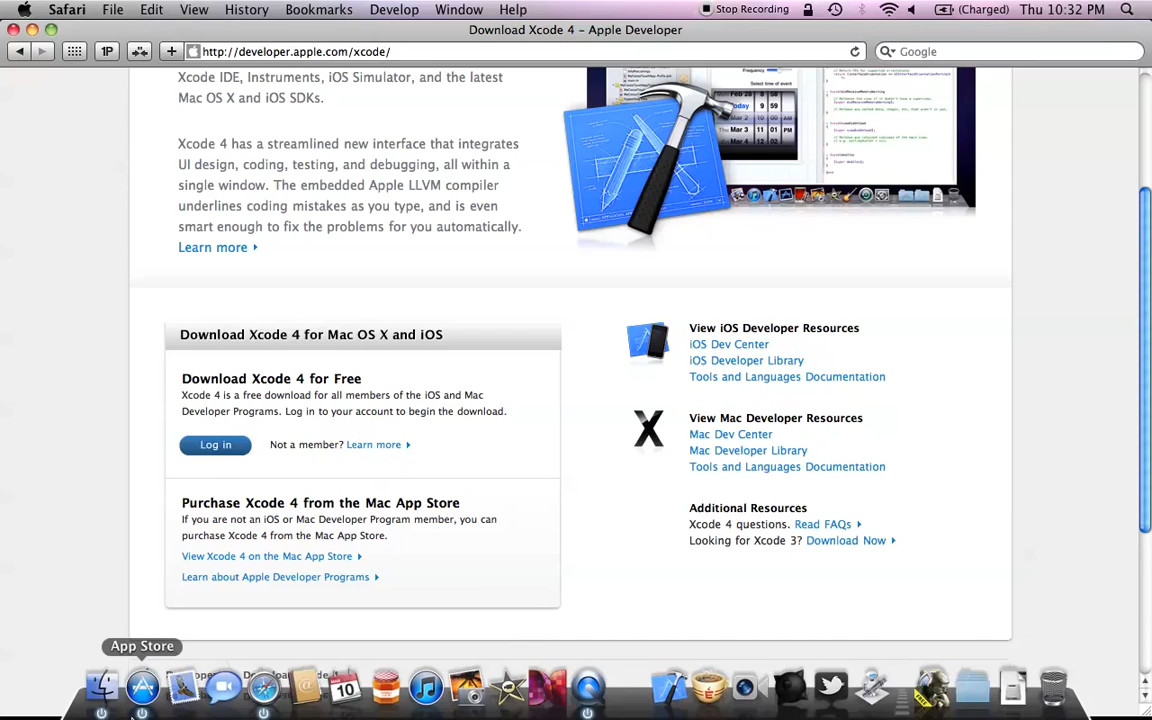 Safari File Edit View History Bookmarks Develop Window Help Stop Recording (Charged) Thu 10:32 PM
Download Xcode 4 – Apple Developer
1P + http://developer.apple.com/xcode/ Google
Xcode IDE, Instruments, iOS Simulator, and the latest
Mac OS X and iOS SDKs.
Xcode 4 has a streamlined new interface that integrates
UI design, coding, testing, and debugging, all within a
single window. The embedded Apple LLVM compiler
underlines coding mistakes as you type, and is even
smart enough to fix the problems for you automatically.
Learn more
Download Xcode 4 for Mac OS X and iOS
Download Xcode 4 for Free
Xcode 4 is a free download for all members of the iOS and Mac
Developer Programs. Log in to your account to begin the download.
Log in Not a member? Learn more
Purchase Xcode 4 from the Mac App Store
If you are not an iOS or Mac Developer Program member, you can
purchase Xcode 4 from the Mac App Store.
View Xcode 4 on the Mac App Store
Learn about Apple Developer Programs
View iOS Developer Resources
iOS Dev Center
iOS Developer Library
Tools and Languages Documentation
View Mac Developer Resources
Mac Dev Center
Mac Developer Library
Tools and Languages Documentation
Additional Resources
Xcode 4 questions. Read FAQs
Looking for Xcode 3? Download Now
App Store
10